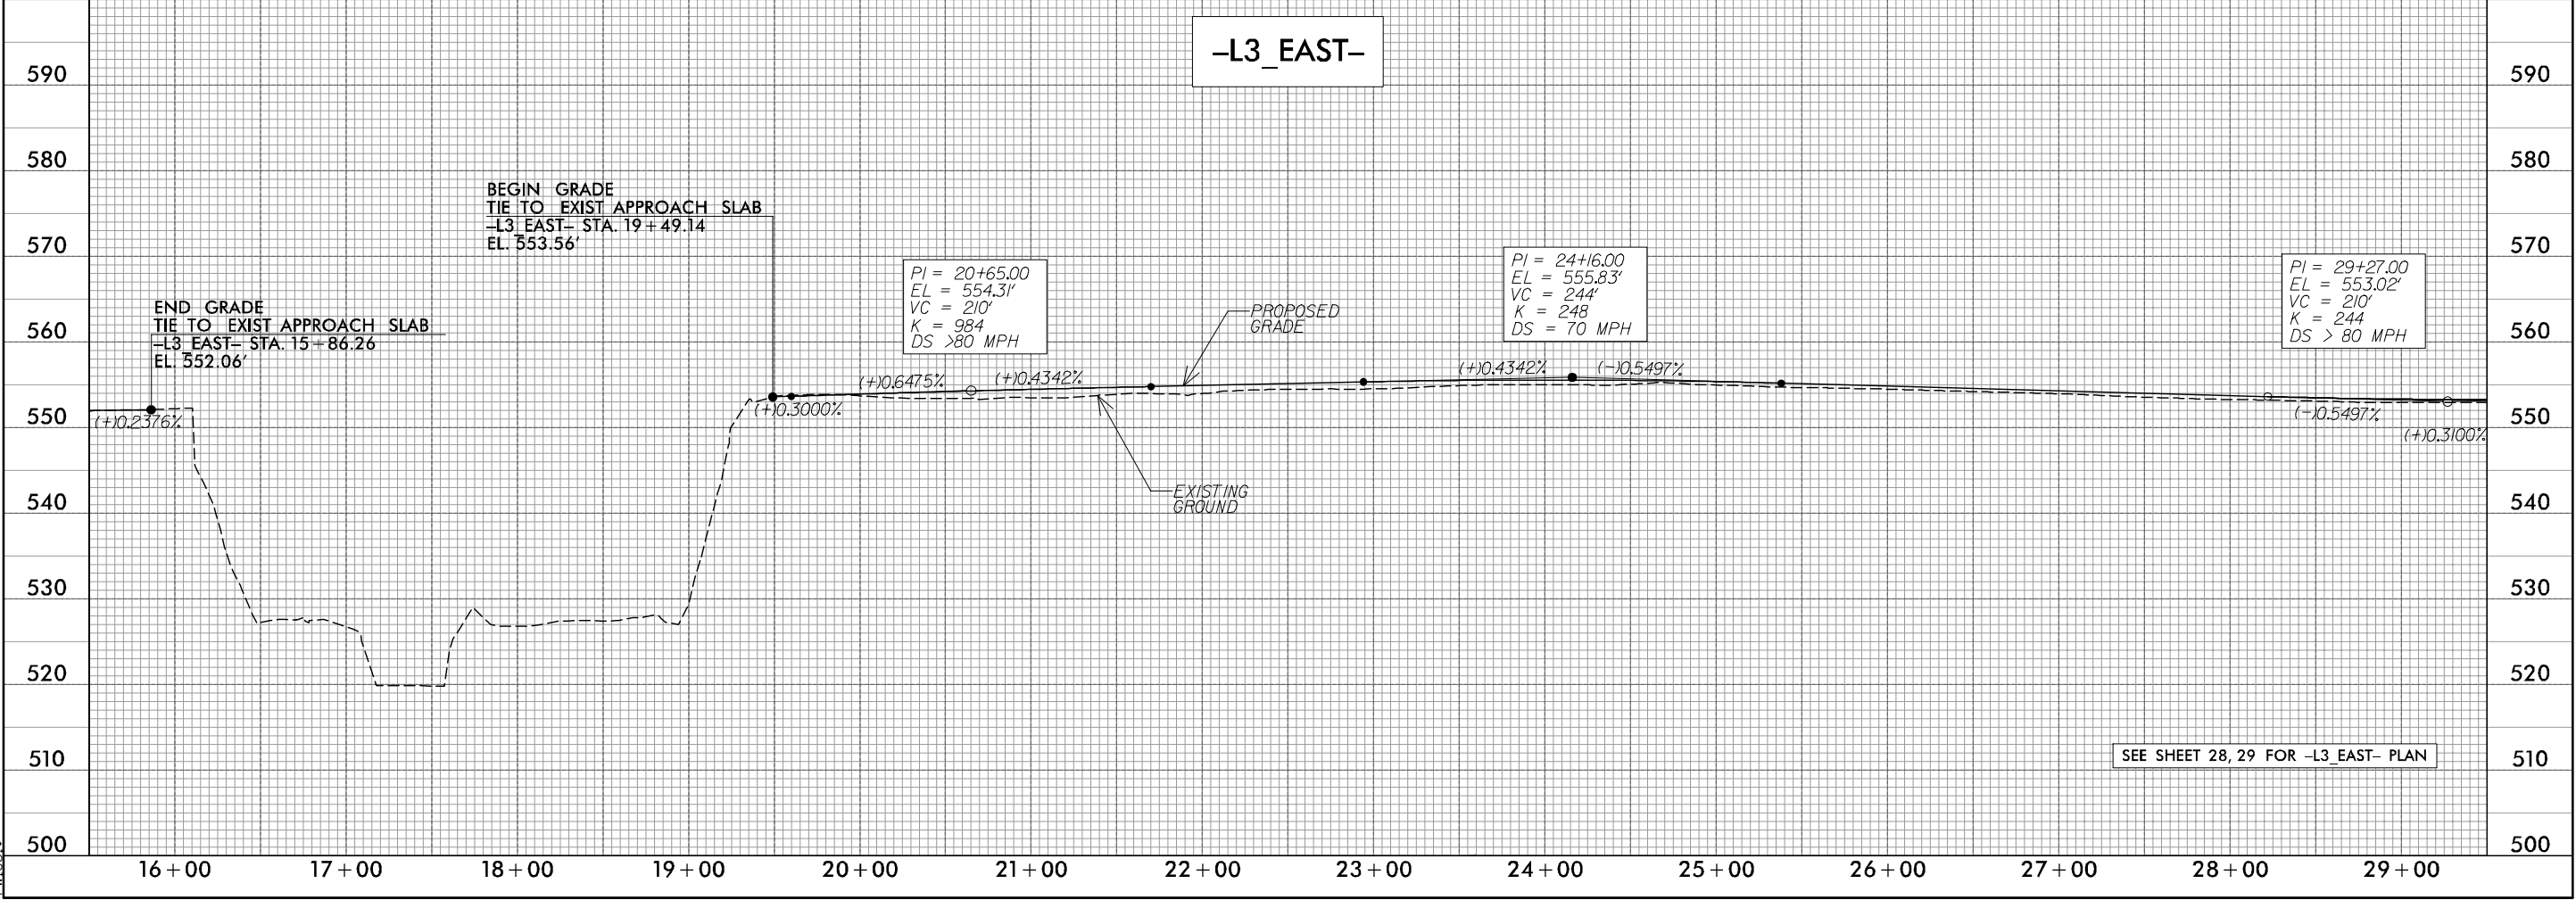 –L3_EAST–
590
590
580
580
BEGIN GRADE
TIE TO EXIST APPROACH SLAB
–L3_EAST– STA. 19+49.14
EL. 553.56'
570
570
PI = 20+65.00
EL = 554.31'
VC = 210'
K = 984
DS >80 MPH
PI = 24+16.00
EL = 555.83'
VC = 244'
K = 248
DS = 70 MPH
PI = 29+27.00
EL = 553.02'
VC = 210'
K = 244
DS > 80 MPH
END GRADE
TIE TO EXIST APPROACH SLAB
–L3_EAST– STA. 15+86.26
EL. 552.06'
PROPOSED
GRADE
560
560
(+)0.6475%
(+)0.4342%
(+)0.4342%
(-)0.5497%
(+)0.2376%
(+)0.3000%
(-)0.5497%
(+)0.3100%
550
550
EXISTING
GROUND
540
540
530
530
520
520
510
510
SEE SHEET 28, 29 FOR –L3_EAST– PLAN
500
500
16+00
17+00
18+00
19+00
20+00
21+00
22+00
23+00
24+00
25+00
26+00
27+00
28+00
29+00